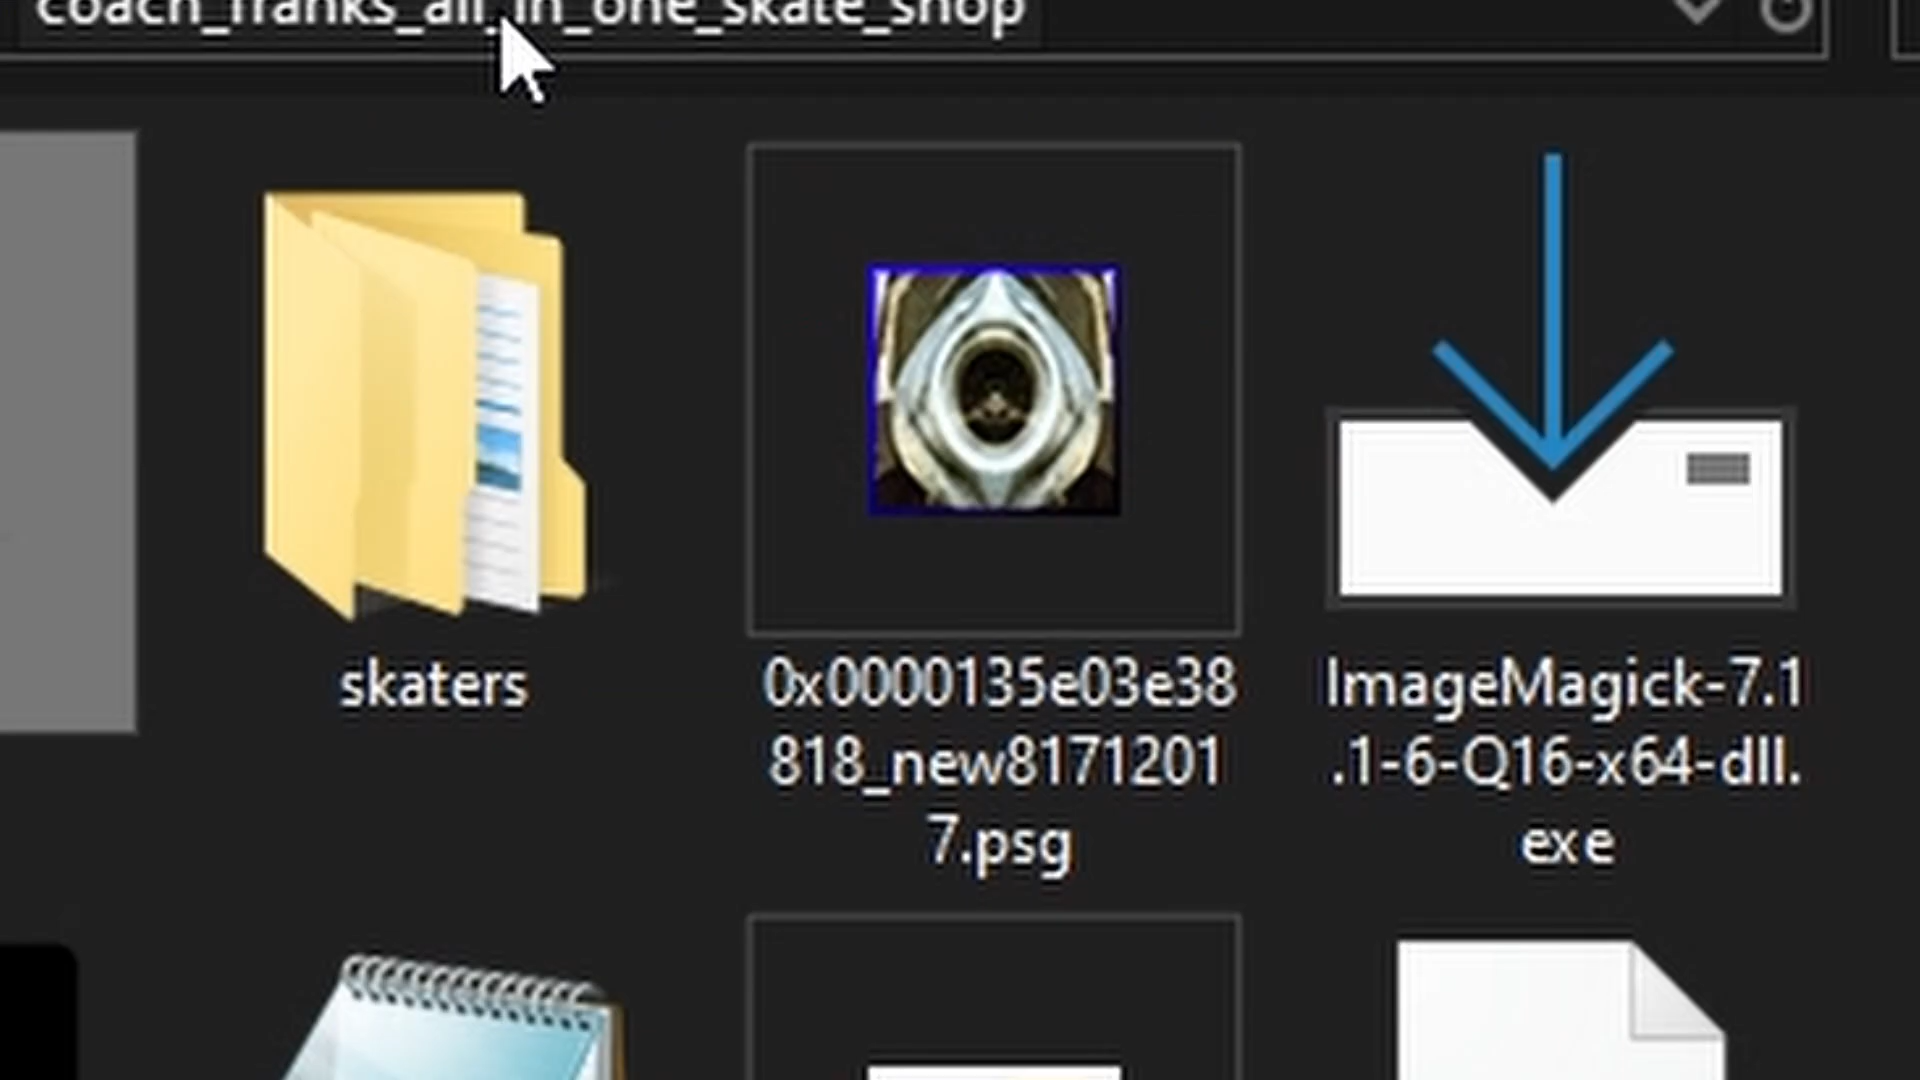 coach_franks_all_in_one_skate_shop
skaters
0x0000135e03e38
818_new8171201
7.psg
ImageMagick-7.1
.1-6-Q16-x64-dll.
exe